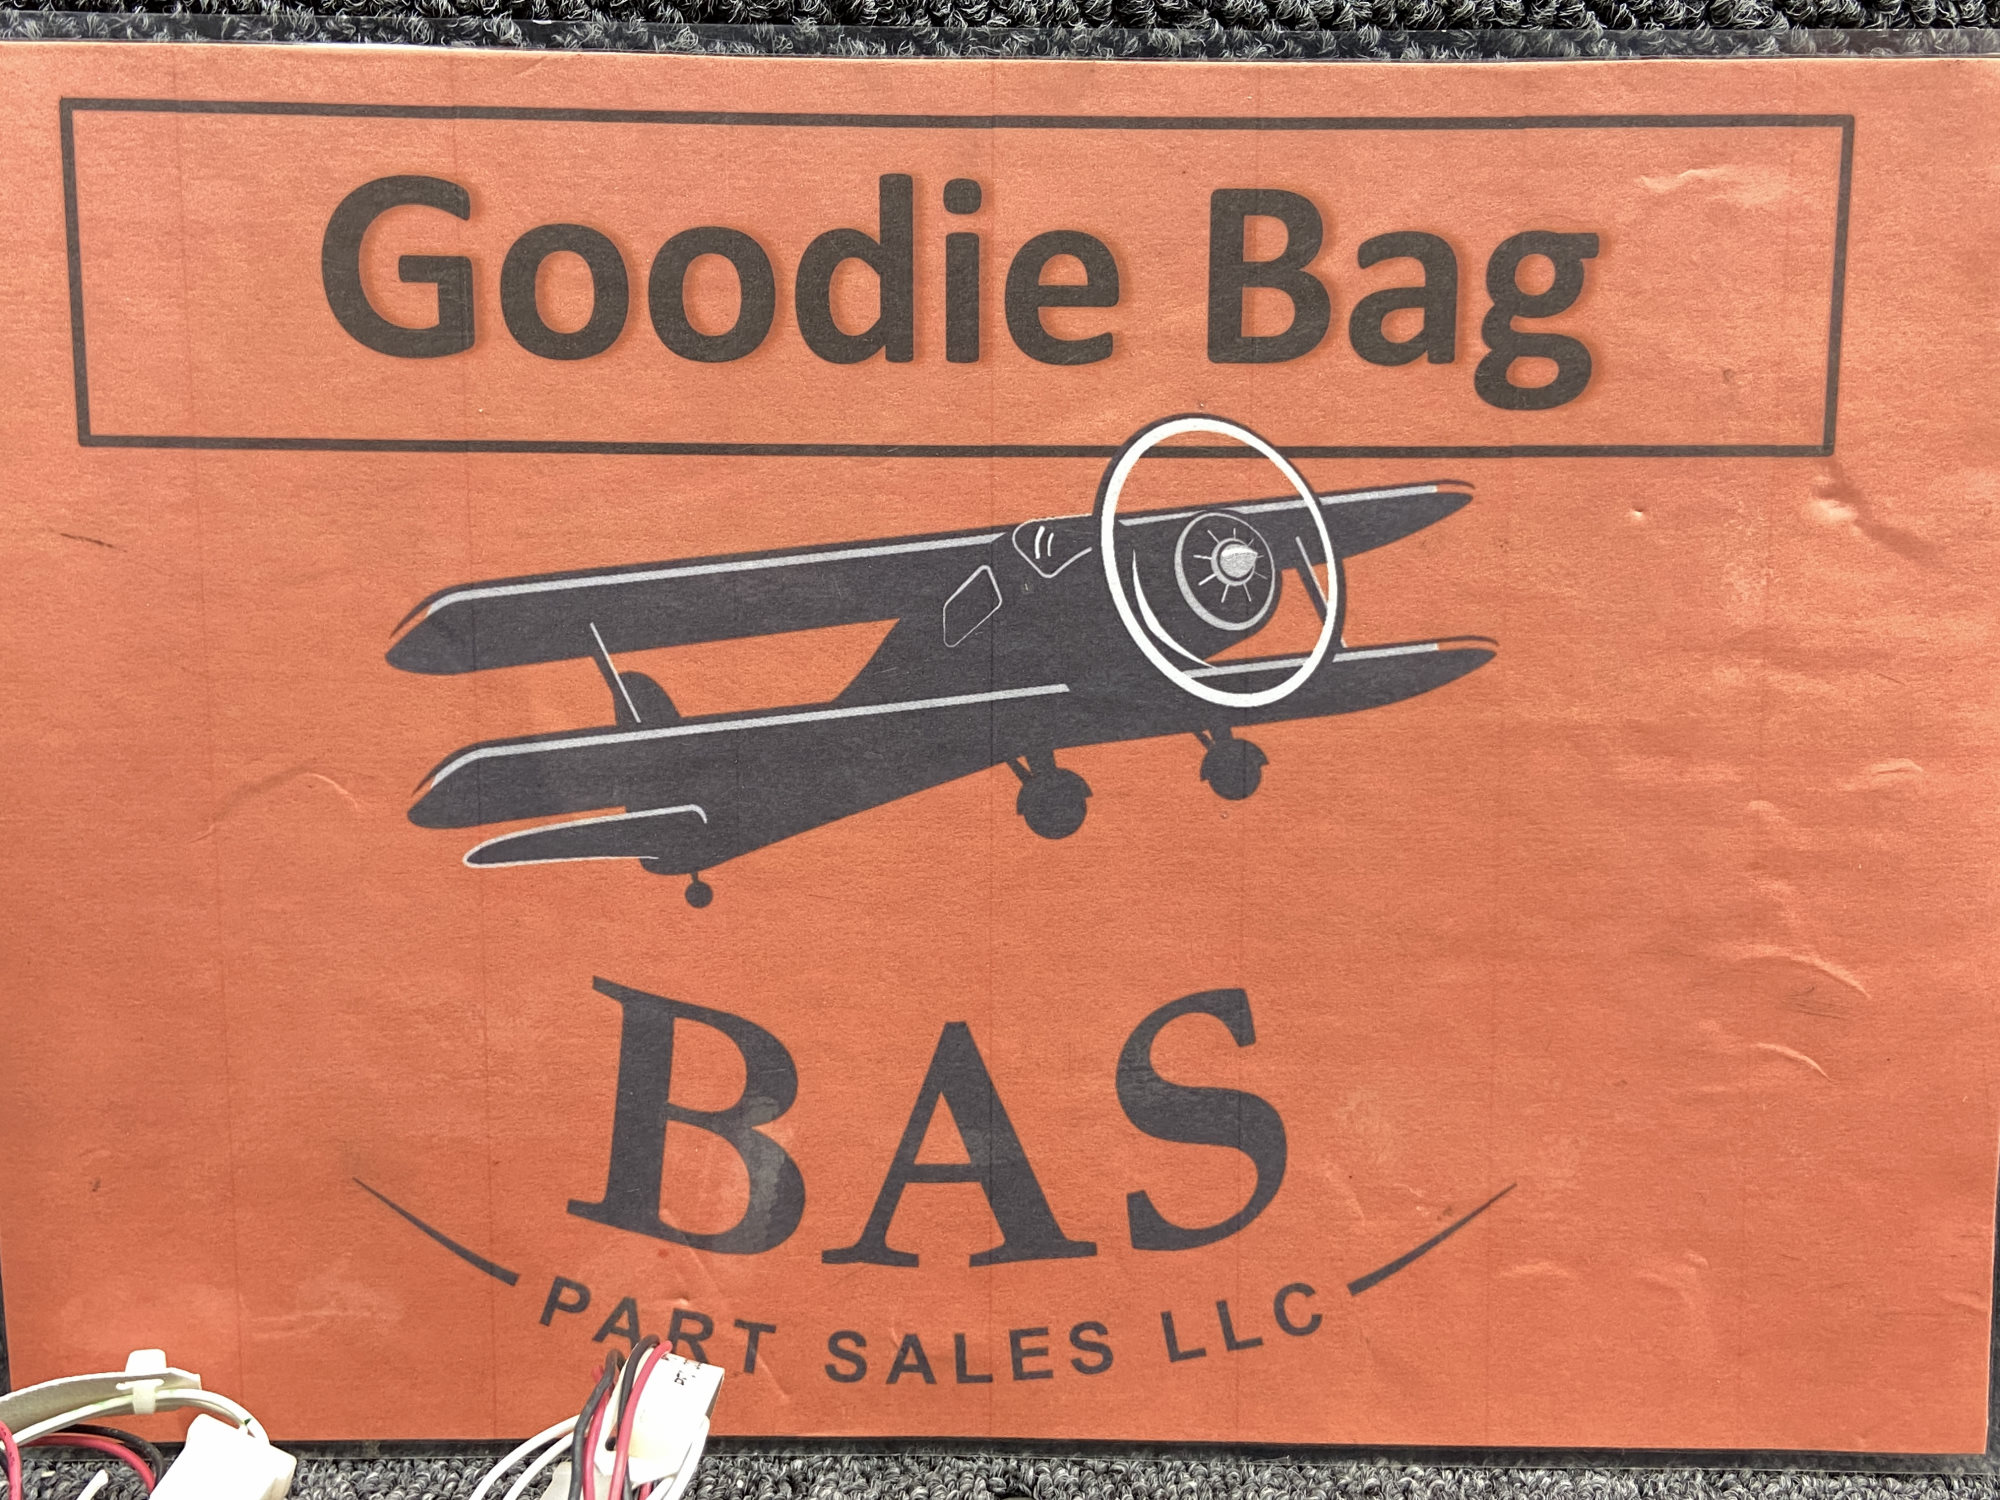 Goodie Bag
BAS
PART SALES LLC